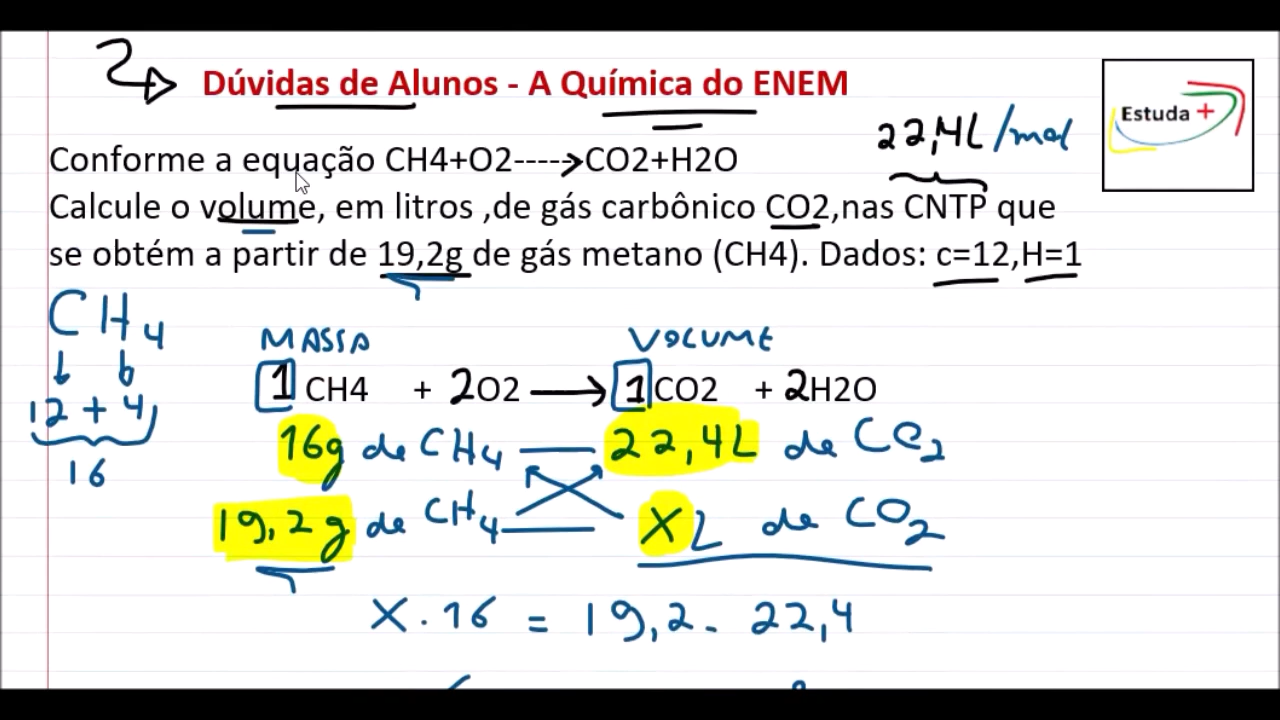 Dúvidas de Alunos - A Química do ENEM
Estuda +
22,4L/mol
Conforme a equação CH4+O2---->CO2+H2O
Calcule o volume, em litros ,de gás carbônico CO2,nas CNTP que
se obtém a partir de 19,2g de gás metano (CH4). Dados: c=12,H=1
CH4
12 + 4
16
MASSA VOLUME
1 CH4 + 2O2 → 1CO2 + 2H2O
16g de CH4 22,4L de CO2
19,2g de CH4 XL de CO2
X . 16 = 19,2 . 22,4